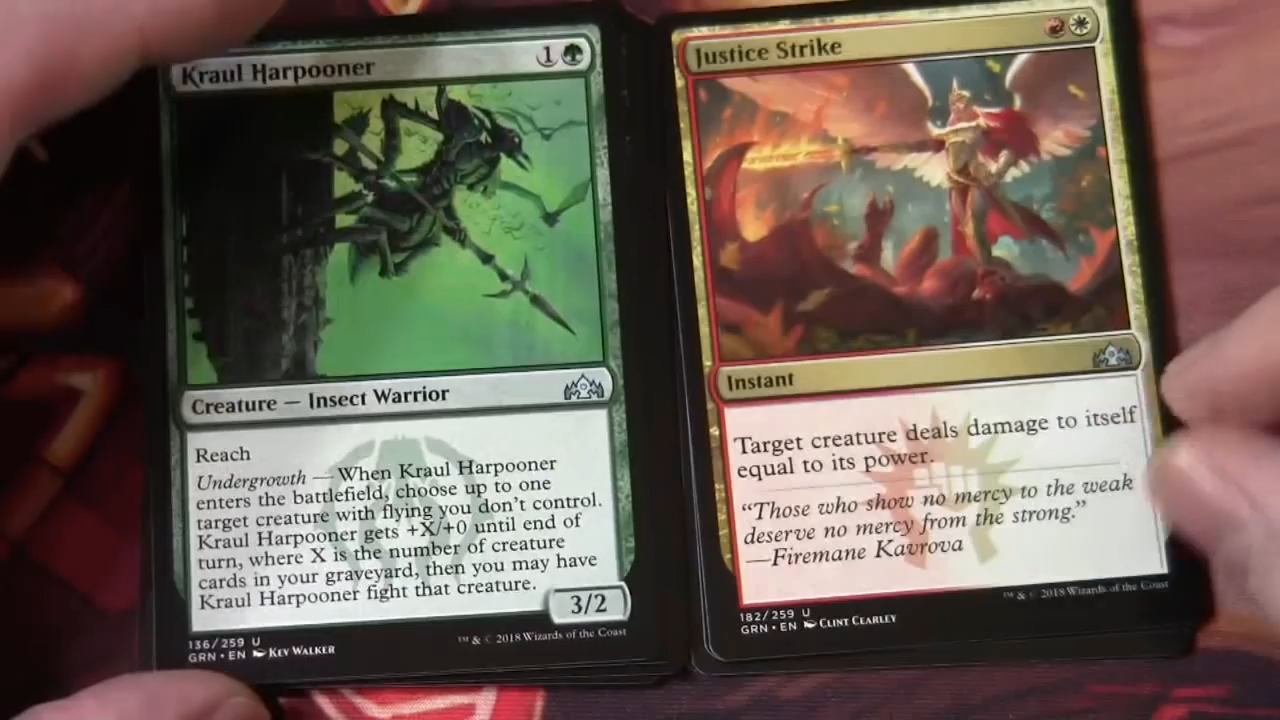 Kraul Harpooner
1
Creature — Insect Warrior
Reach
Undergrowth — When Kraul Harpooner
enters the battlefield, choose up to one
target creature with flying you don't control.
Kraul Harpooner gets +X/+0 until end of
turn, where X is the number of creature
cards in your graveyard, then you may have
Kraul Harpooner fight that creature.
3/2
136/259 U
GRN • EN Kev Walker
™ & © 2018 Wizards of the Coast
Justice Strike
Instant
Target creature deals damage to itself
equal to its power.
“Those who show no mercy to the weak
deserve no mercy from the strong.”
—Firemane Kavrova
182/259 U
GRN • EN Clint Cearley
™ & © 2018 Wizards of the Coast